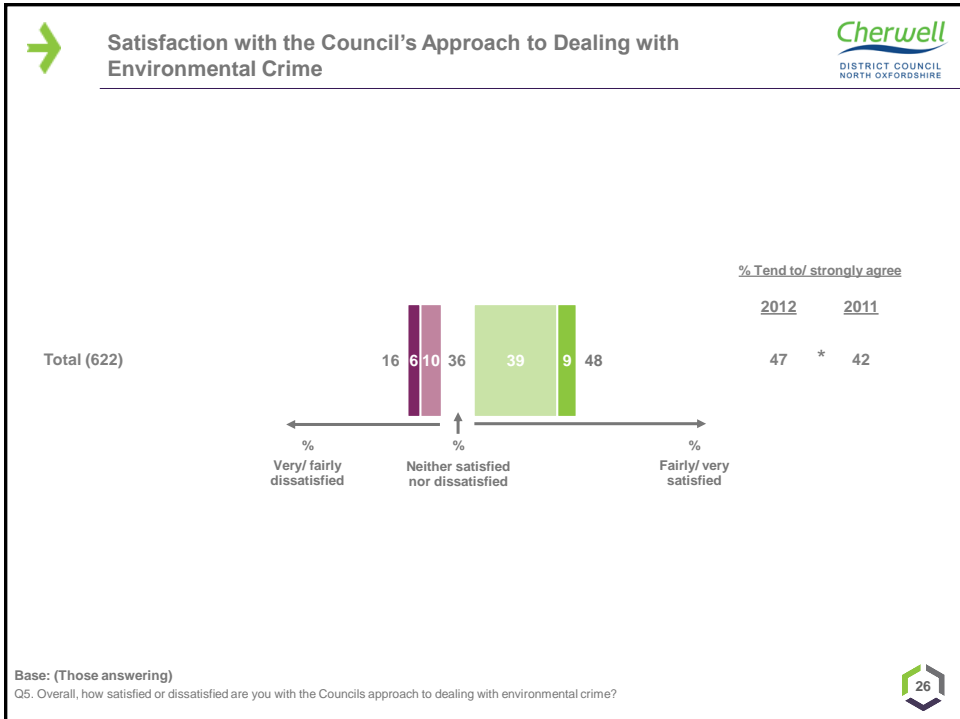 Satisfaction with the Council's Approach to Dealing with
Environmental Crime
Cherwell
DISTRICT COUNCIL
NORTH OXFORDSHIRE
% Tend to/ strongly agree
2012 2011
Total (622) 16 6 10 36 39 9 48 47 * 42
% % %
Very/ fairly
dissatisfied
Neither satisfied
nor dissatisfied
Fairly/ very
satisfied
Base: (Those answering)
Q5. Overall, how satisfied or dissatisfied are you with the Councils approach to dealing with environmental crime?
26